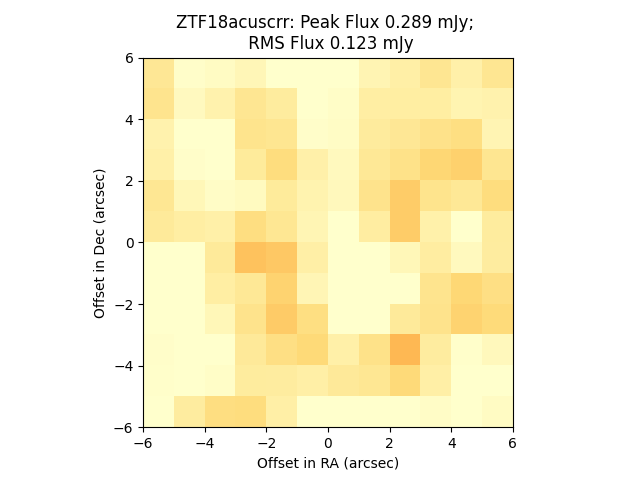 ZTF18acuscrr: Peak Flux 0.289 mJy;
RMS Flux 0.123 mJy
6
4
2
0
−2
−4
−6
Offset in Dec (arcsec)
−6 −4 −2 0 2 4 6
Offset in RA (arcsec)